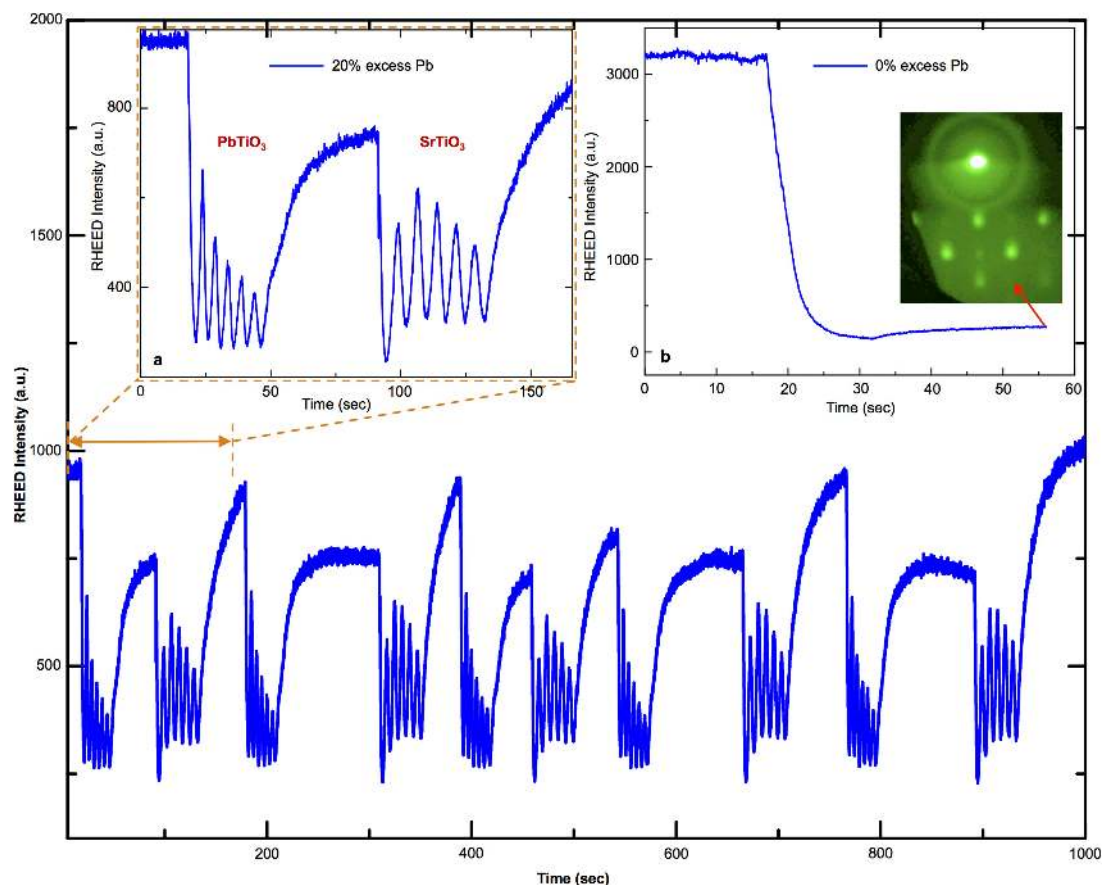 2000
1500
1000
500
RHEED Intensity (a.u.)
200
400
600
800
1000
Time (sec)
800
400
RHEED Intensity (a.u.)
20% excess Pb
PbTiO3
SrTiO3
a
0
50
100
150
Time (sec)
3000
2000
1000
0
RHEED Intensity (a.u.)
0% excess Pb
b
0
10
20
30
40
50
60
Time (sec)